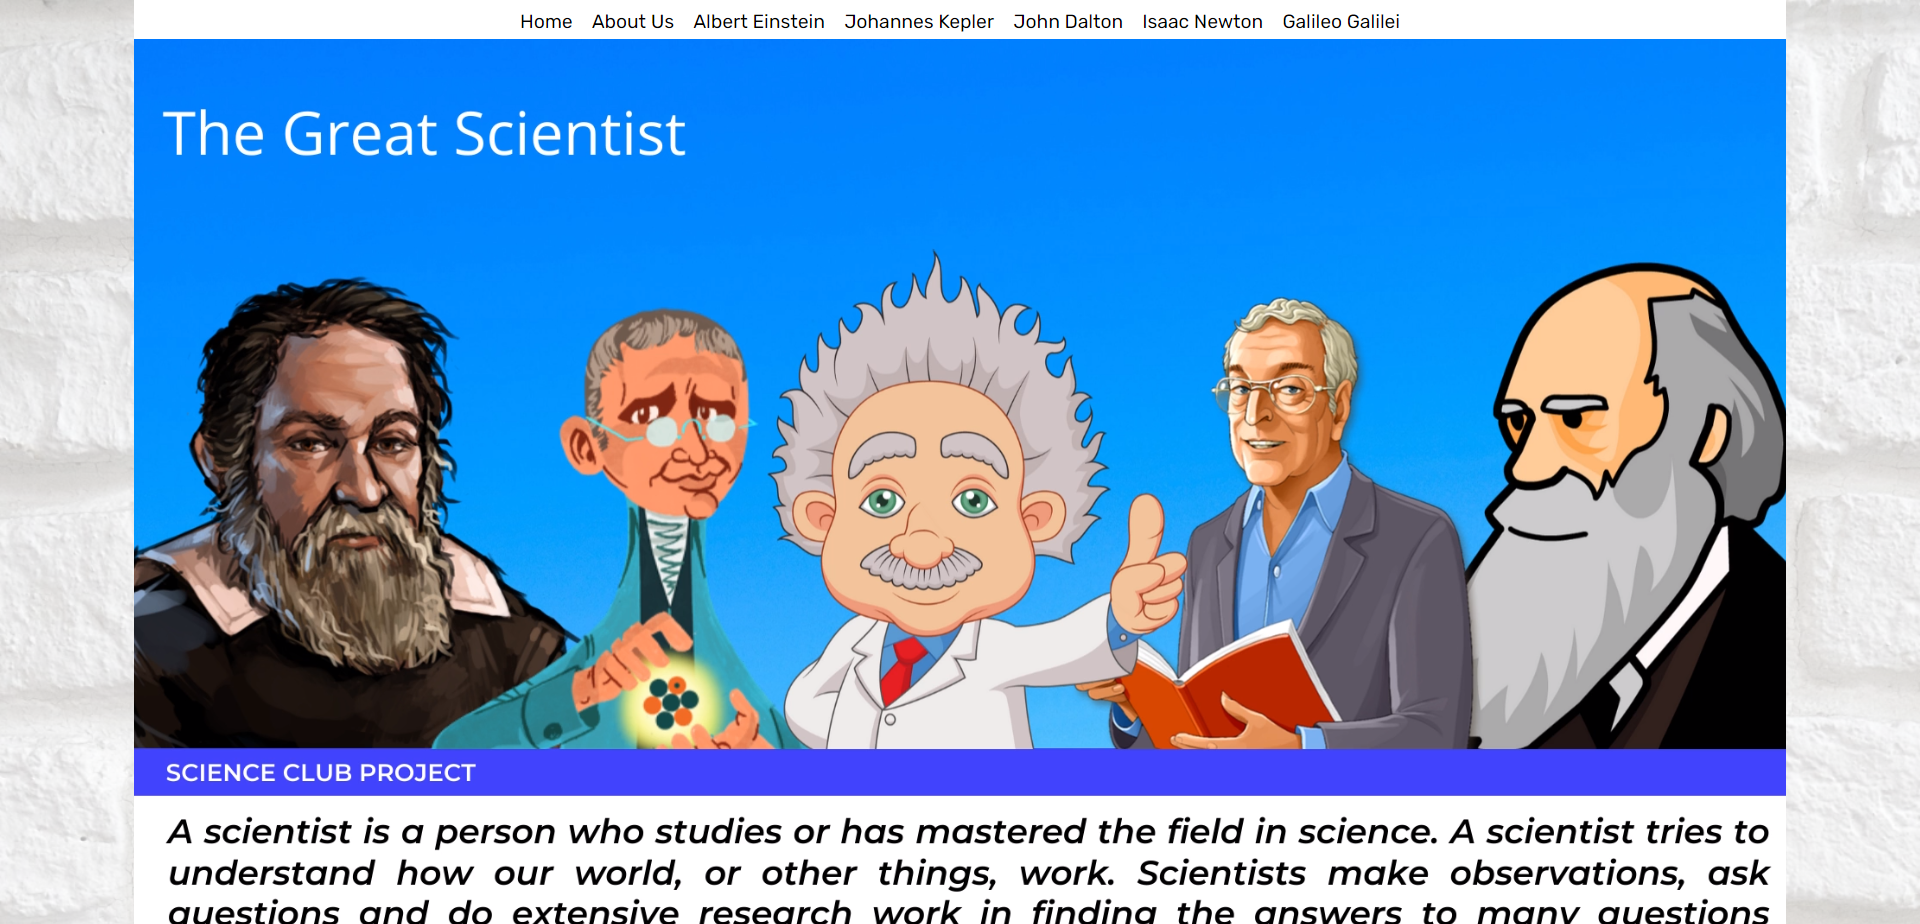 Home About Us Albert Einstein Johannes Kepler John Dalton Isaac Newton Galileo Galilei
The Great Scientist
SCIENCE CLUB PROJECT
A scientist is a person who studies or has mastered the field in science. A scientist tries to
understand how our world, or other things, work. Scientists make observations, ask
questions and do extensive research work in finding the answers to many questions